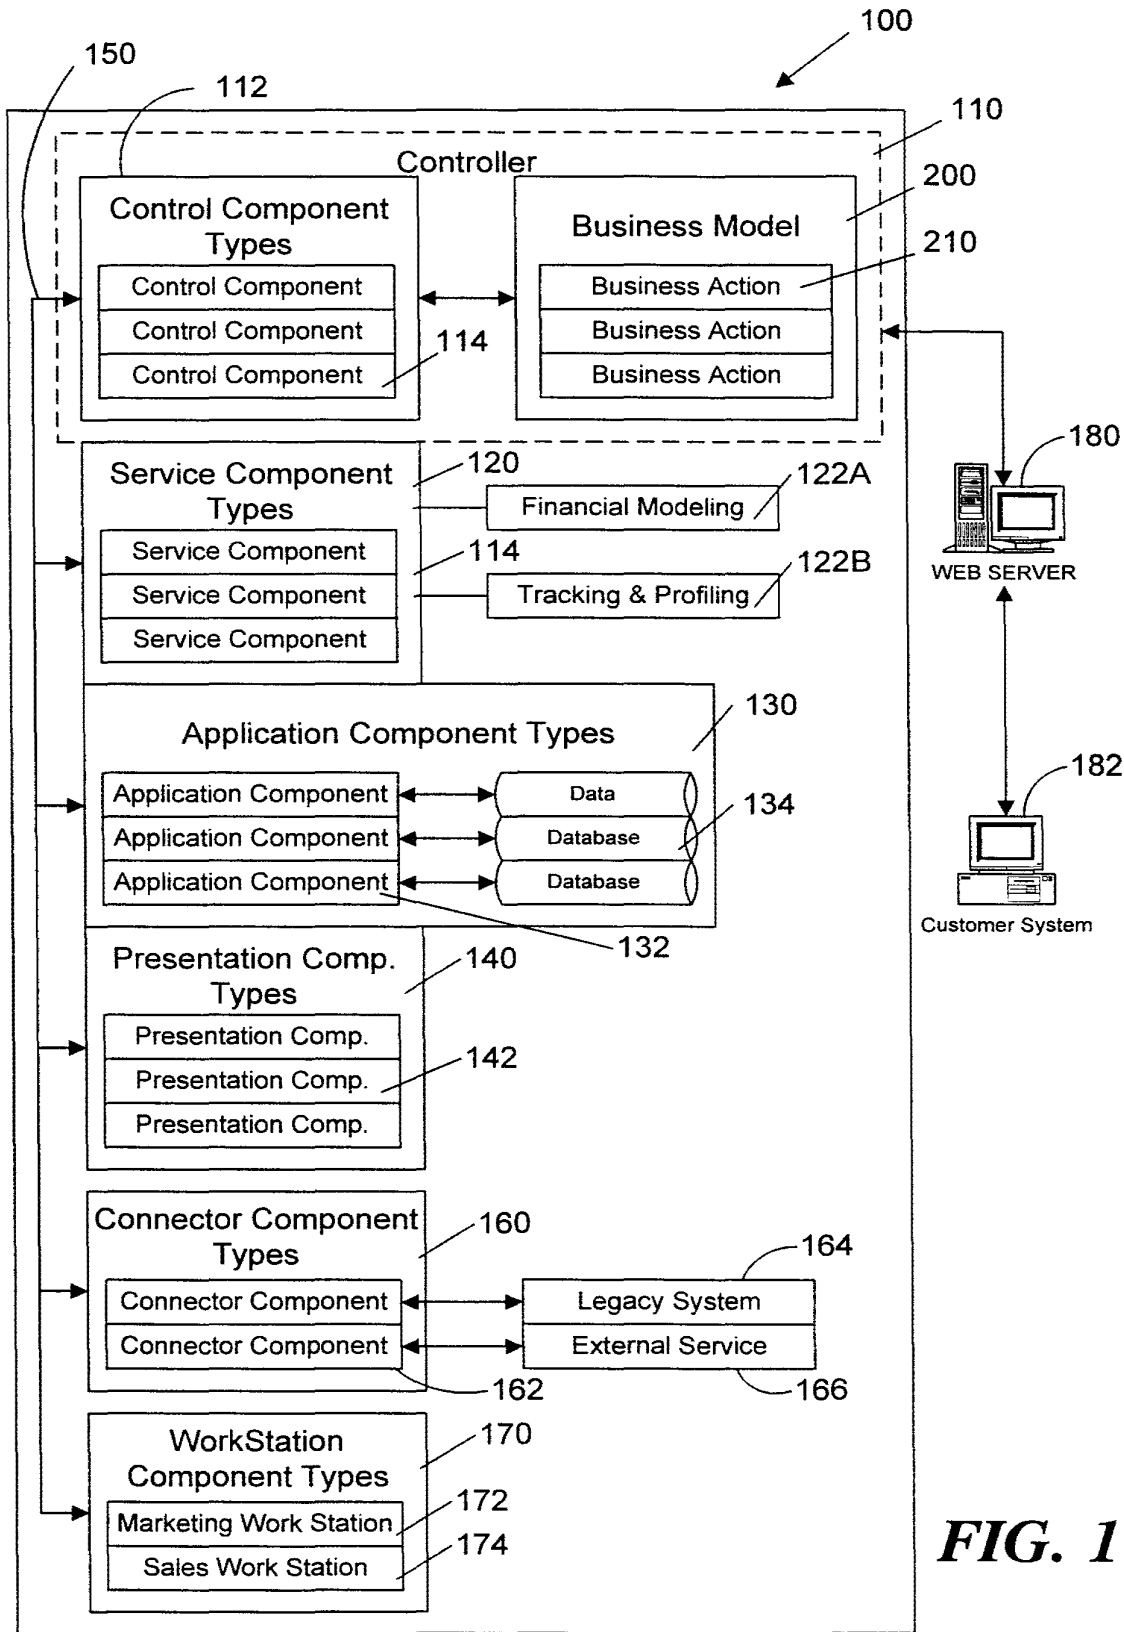 100
150
112
110
Controller
200
Control Component
Types
Business Model
210
Control Component
Business Action
Control Component
Business Action
114
Control Component
Business Action
180
Service Component
Types
120
122A
Financial Modeling
Service Component
114
122B
WEB SERVER
Service Component
Tracking & Profiling
Service Component
130
Application Component Types
182
Application Component
Data
134
Application Component
Database
Application Component
Database
132
Customer System
Presentation Comp.
Types
140
Presentation Comp.
142
Presentation Comp.
Presentation Comp.
Connector Component
Types
160
164
Connector Component
Legacy System
Connector Component
External Service
162
166
WorkStation
Component Types
170
172
Marketing Work Station
174
Sales Work Station
FIG. 1